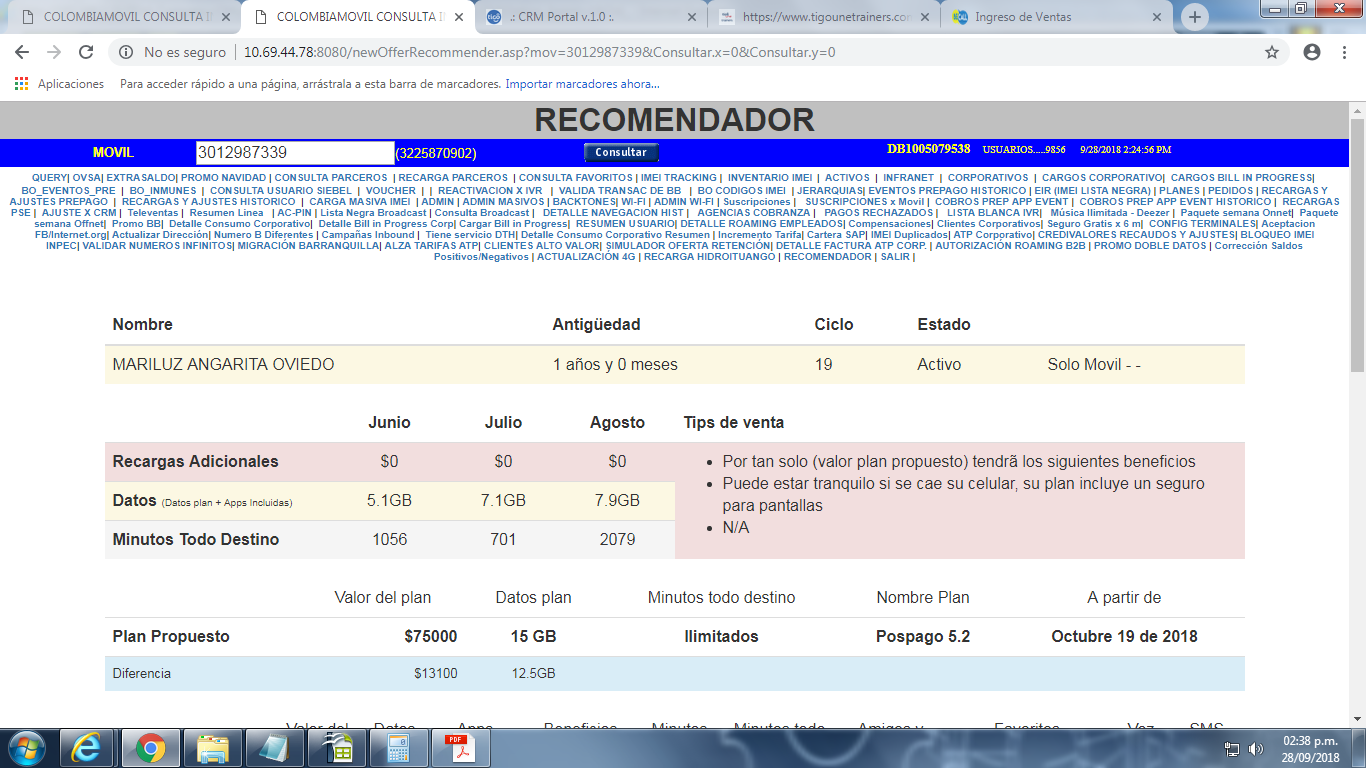 COLOMBIAMOVIL CONSULTA I
COLOMBIAMOVIL CONSULTA I
.: CRM Portal v.1.0 :.
https://www.tigounetrainers.co
Ingreso de Ventas
No es seguro | 10.69.44.78:8080/newOfferRecommender.asp?mov=3012987339&Consultar.x=0&Consultar.y=0
Aplicaciones Para acceder rápido a una página, arrástrala a esta barra de marcadores. Importar marcadores ahora...
RECOMENDADOR
MOVIL 3012987339 (3225870902) Consultar DB1005079538 USUARIOS.....9856 9/28/2018 2:24:56 PM
QUERY| OVSA| EXTRASALDO| PROMO NAVIDAD | CONSULTA PARCEROS | RECARGA PARCEROS | CONSULTA FAVORITOS | IMEI TRACKING | INVENTARIO IMEI | ACTIVOS | INFRANET | CORPORATIVOS | CARGOS CORPORATIVO| CARGOS BILL IN PROGRESS|
BO_EVENTOS_PRE | BO_INMUNES | CONSULTA USUARIO SIEBEL | VOUCHER | | REACTIVACION X IVR | VALIDA TRANSAC DE BB | BO CODIGOS IMEI | JERARQUIAS| EVENTOS PREPAGO HISTORICO | EIR (IMEI LISTA NEGRA) | PLANES | PEDIDOS | RECARGAS Y
AJUSTES PREPAGO | RECARGAS Y AJUSTES HISTORICO | CARGA MASIVA IMEI | ADMIN | ADMIN MASIVOS | BACKTONES| WI-FI | ADMIN WI-FI | Suscripciones | SUSCRIPCIONES x Movil | COBROS PREP APP EVENT | COBROS PREP APP EVENT HISTORICO | RECARGAS
PSE | AJUSTE X CRM | Televentas | Resumen Linea | AC-PIN | Lista Negra Broadcast | Consulta Broadcast | DETALLE NAVEGACION HIST | AGENCIAS COBRANZA | PAGOS RECHAZADOS | LISTA BLANCA IVR| Música Ilimitada - Deezer | Paquete semana Onnet| Paquete
semana Offnet| Promo BB| Detalle Consumo Corporativo| Detalle Bill in Progress Corp| Cargar Bill in Progress| RESUMEN USUARIO| DETALLE ROAMING EMPLEADOS| Compensaciones| Clientes Corporativos| Seguro Gratis x 6 m| CONFIG TERMINALES| Aceptacion
FB/Internet.org| Actualizar Dirección| Numero B Diferentes | Campañas Inbound | Tiene servicio DTH| Detalle Consumo Corporativo Resumen | Incremento Tarifa| Cartera SAP| IMEI Duplicados| ATP Corporativo| CREDIVALORES RECAUDOS Y AJUSTES| BLOQUEO IMEI
INPEC| VALIDAR NUMEROS INFINITOS| MIGRACIÓN BARRANQUILLA| ALZA TARIFAS ATP| CLIENTES ALTO VALOR| SIMULADOR OFERTA RETENCIÓN| DETALLE FACTURA ATP CORP. | AUTORIZACIÓN ROAMING B2B | PROMO DOBLE DATOS | Corrección Saldos
Positivos/Negativos | ACTUALIZACIÓN 4G | RECARGA HIDROITUANGO | RECOMENDADOR | SALIR |
Nombre Antigüedad Ciclo Estado
MARILUZ ANGARITA OVIEDO 1 años y 0 meses 19 Activo Solo Movil - -
Junio Julio Agosto Tips de venta
Recargas Adicionales $0 $0 $0
Datos (Datos plan + Apps Incluidas) 5.1GB 7.1GB 7.9GB
Minutos Todo Destino 1056 701 2079
• Por tan solo (valor plan propuesto) tendrã los siguientes beneficios
• Puede estar tranquilo si se cae su celular, su plan incluye un seguro
para pantallas
• N/A
Valor del plan Datos plan Minutos todo destino Nombre Plan A partir de
Plan Propuesto $75000 15 GB Ilimitados Pospago 5.2 Octubre 19 de 2018
Diferencia $13100 12.5GB
Valor del Datos Apps Beneficios Minutos Minutos todo Amigos y Favoritos Voz SMS
PDF
02:38 p.m.
28/09/2018